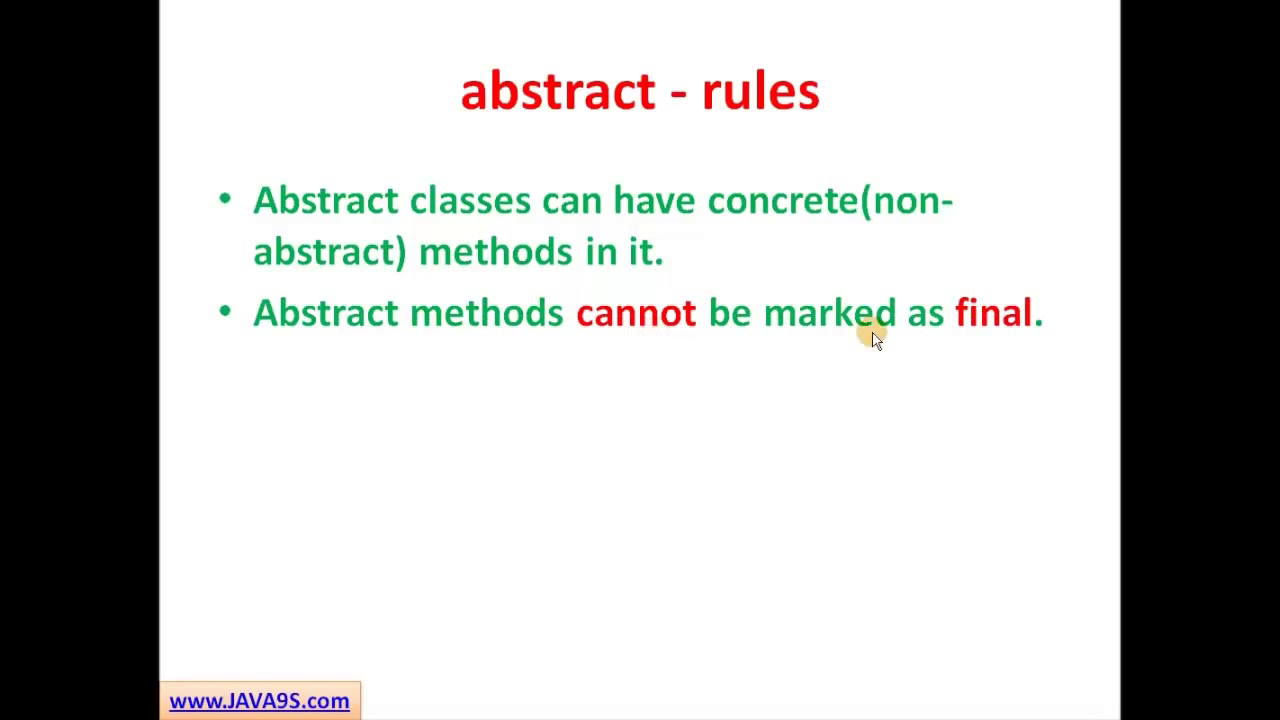 abstract - rules
• Abstract classes can have concrete(non-
abstract) methods in it.
• Abstract methods cannot be marked as final.
www.JAVA9S.com